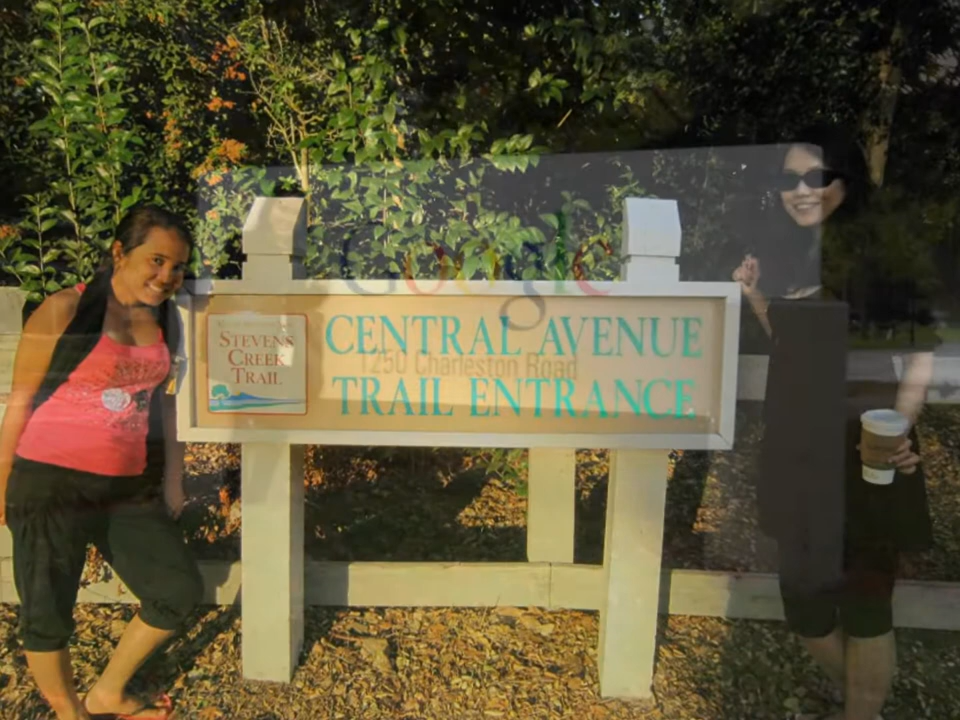 Google
STEVENS
CREEK
TRAIL
CENTRAL AVENUE
1250 Charleston Road
TRAIL ENTRANCE